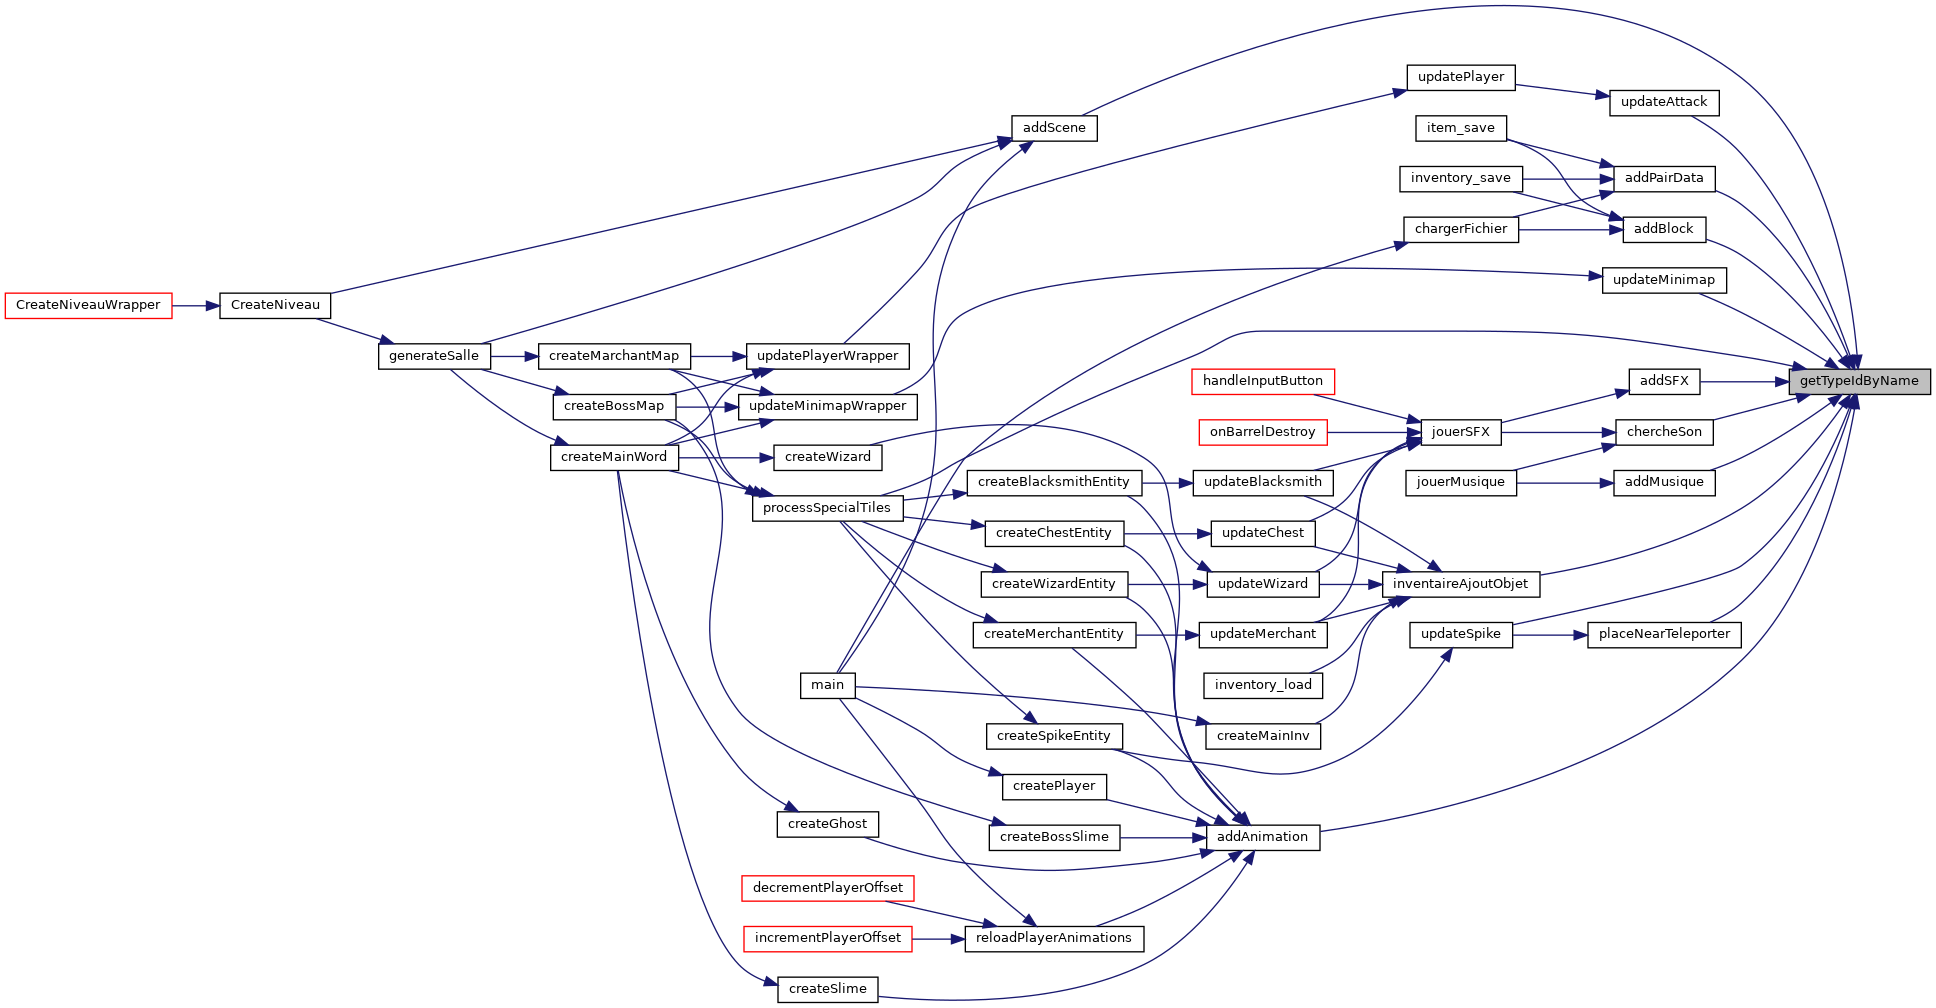 updatePlayer
updateAttack
addScene
item_save
inventory_save
addPairData
chargerFichier
addBlock
updateMinimap
CreateNiveauWrapper
CreateNiveau
generateSalle
createMarchantMap
updatePlayerWrapper
getTypeIdByName
handleInputButton
addSFX
createBossMap
updateMinimapWrapper
onBarrelDestroy
jouerSFX
chercheSon
createMainWord
createWizard
createBlacksmithEntity
updateBlacksmith
jouerMusique
addMusique
processSpecialTiles
createChestEntity
updateChest
createWizardEntity
updateWizard
inventaireAjoutObjet
createMerchantEntity
updateMerchant
updateSpike
placeNearTeleporter
main
inventory_load
createSpikeEntity
createMainInv
createPlayer
createGhost
createBossSlime
addAnimation
decrementPlayerOffset
incrementPlayerOffset
reloadPlayerAnimations
createSlime